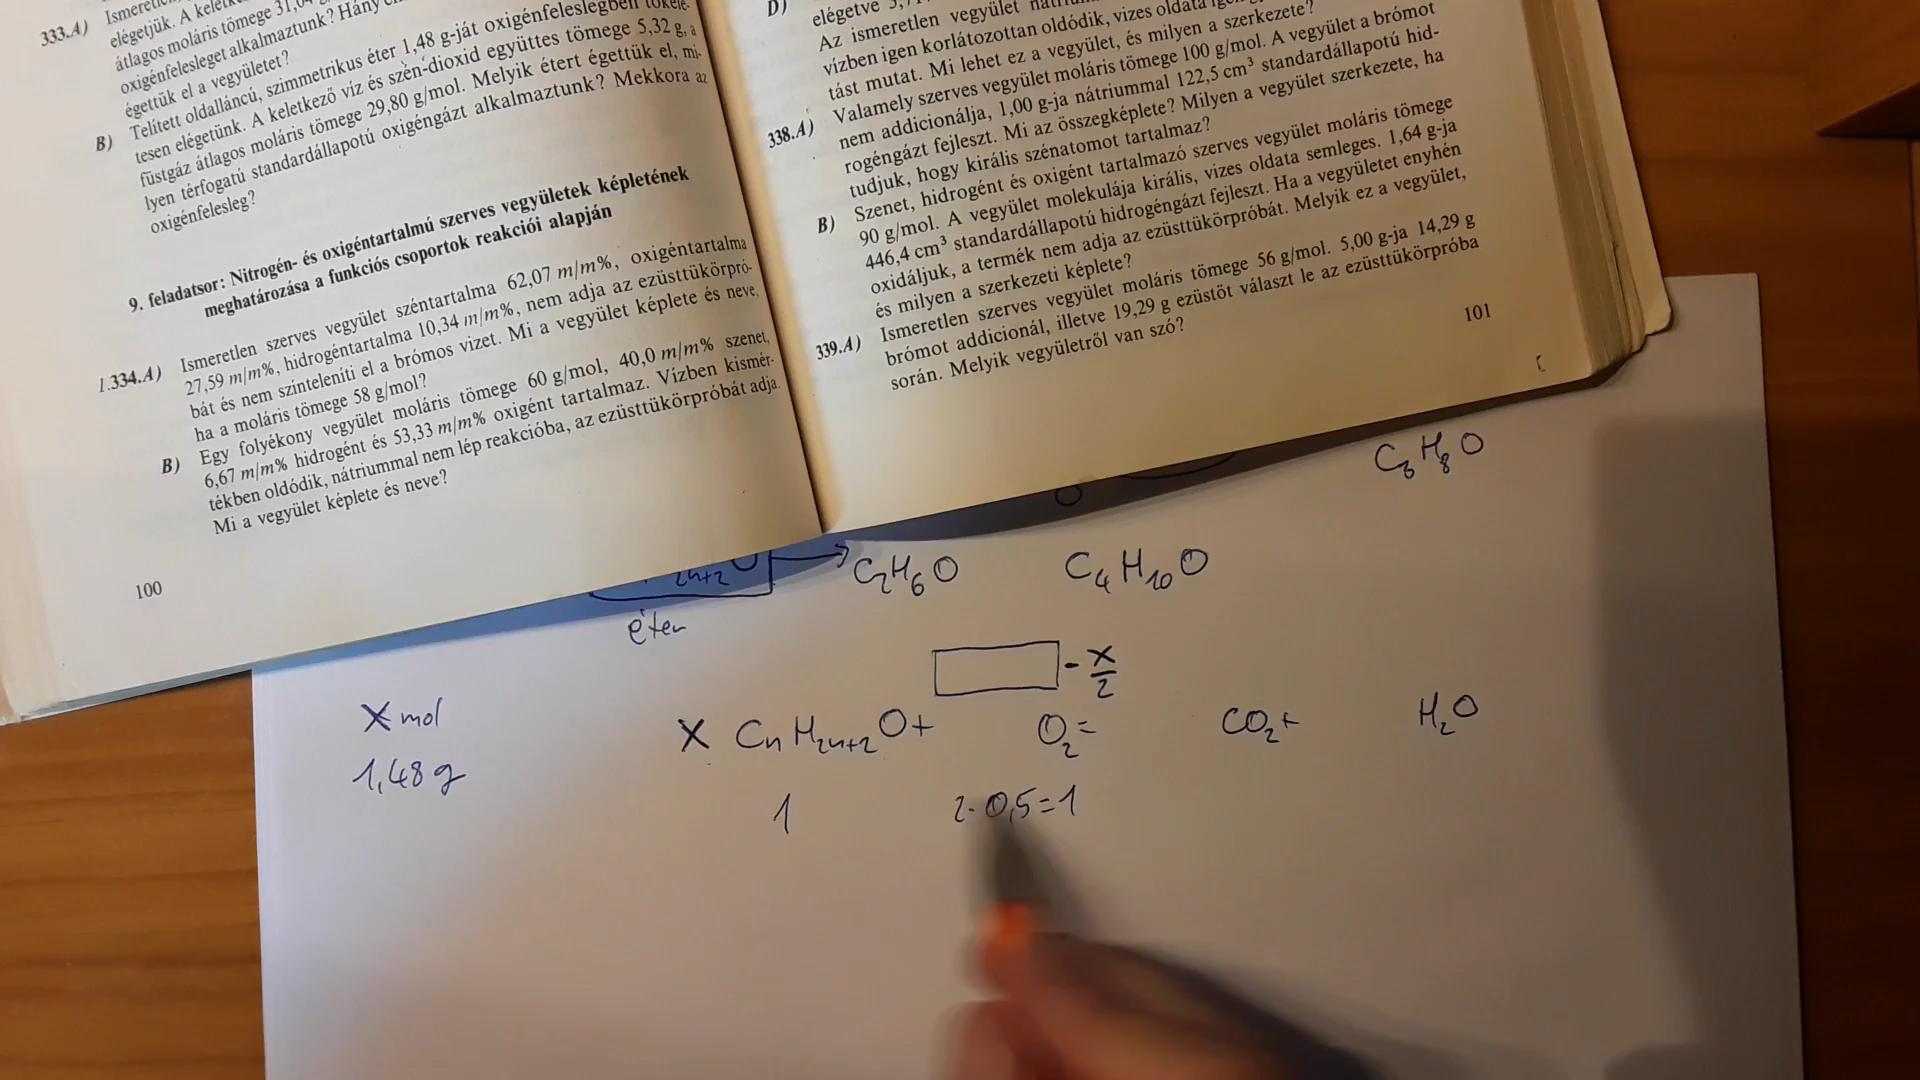 333.A) Ismeretlen
elégetjük. A keletke
átlagos moláris tömege 31,04
oxigénfelesleget alkalmaztunk? Hány
égettük el a vegyületet?
B) Telített oldalláncú, szimmetrikus éter 1,48 g-ját oxigénfeleslegben tökéle-
tesen elégetünk. A keletkező víz és szén-dioxid együttes tömege 5,32 g, a
füstgáz átlagos moláris tömege 29,80 g/mol. Melyik étert égettük el, mi-
lyen térfogatú standardállapotú oxigéngázt alkalmaztunk? Mekkora az
oxigénfelesleg?
9. feladatsor: Nitrogén- és oxigéntartalmú szerves vegyületek képletének
meghatározása a funkciós csoportok reakciói alapján
1.334.A) Ismeretlen szerves vegyület széntartalma 62,07 m/m%, oxigéntartalma
27,59 m/m%, hidrogéntartalma 10,34 m/m%, nem adja az ezüsttükörpró-
bát és nem színteleníti el a brómos vizet. Mi a vegyület képlete és neve,
ha a moláris tömege 58 g/mol?
B) Egy folyékony vegyület moláris tömege 60 g/mol, 40,0 m/m% szenet,
6,67 m/m% hidrogént és 53,33 m/m% oxigént tartalmaz. Vízben kismér-
tékben oldódik, nátriummal nem lép reakcióba, az ezüsttükörpróbát adja.
Mi a vegyület képlete és neve?
100
D)
elégetve
Az ismeretlen vegyület
vízben igen korlátozottan oldódik, vizes oldata
tást mutat. Mi lehet ez a vegyület, és milyen a szerkezete?
338.A) Valamely szerves vegyület moláris tömege 100 g/mol. A vegyület a brómot
nem addicionálja, 1,00 g-ja nátriummal 122,5 cm³ standardállapotú hid-
rogéngázt fejleszt. Mi az összegképlete? Milyen a vegyület szerkezete, ha
tudjuk, hogy királis szénatomot tartalmaz?
B) Szenet, hidrogént és oxigént tartalmazó szerves vegyület moláris tömege
90 g/mol. A vegyület molekulája királis, vizes oldata semleges. 1,64 g-ja
446,4 cm³ standardállapotú hidrogéngázt fejleszt. Ha a vegyületet enyhén
oxidáljuk, a termék nem adja az ezüsttükörpróbát. Melyik ez a vegyület,
és milyen a szerkezeti képlete?
339.A) Ismeretlen szerves vegyület moláris tömege 56 g/mol. 5,00 g-ja 14,29 g
brómot addicionál, illetve 19,29 g ezüstöt választ le az ezüsttükörpróba
során. Melyik vegyületről van szó?
101
C₃H₈O
2n+2 O → C₂H₆O C₄H₁₀O
éter
- x/2
X mol X CnH2n+2O + O₂ = CO₂ + H₂O
1,48 g
1 2·0,5=1